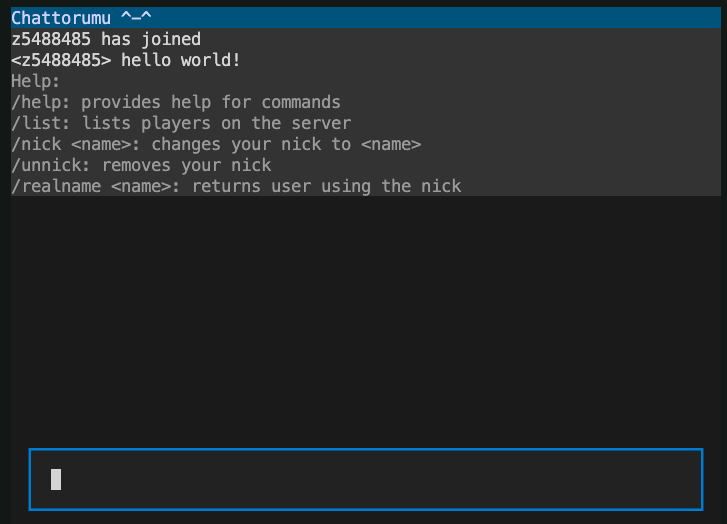 Chattorumu ^-^
z5488485 has joined
<z5488485> hello world!
Help:
/help: provides help for commands
/list: lists players on the server
/nick <name>: changes your nick to <name>
/unnick: removes your nick
/realname <name>: returns user using the nick